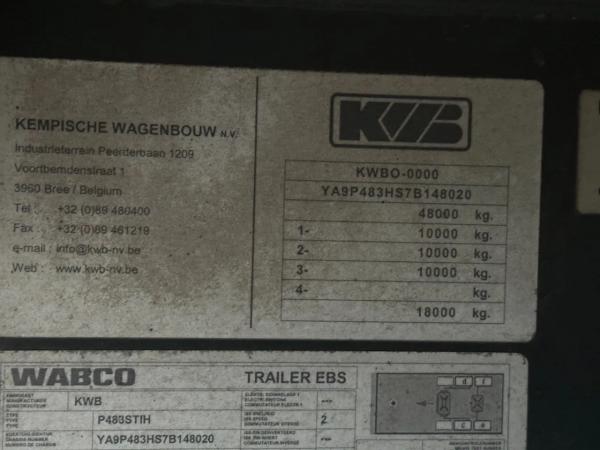 KEMPISCHE WAGENBOUW N.V.
Industrieterrein Peerderbaan 1209
Voortbemdenstraat 1
3960 Bree / Belgium
Tel : +32 (0)89 480400
Fax : +32 (0)89 461219
e-mail : info@kwb-nv.be
Web : www.kwb-nv.be
KWB
KWBO-0000
YA9P483HS7B148020
48000 kg.
1- 10000 kg.
2- 10000 kg.
3- 10000 kg.
4- kg.
18000 kg.
WABCO TRAILER EBS
KWB
P483STIH
2
YA9P483HS7B148020